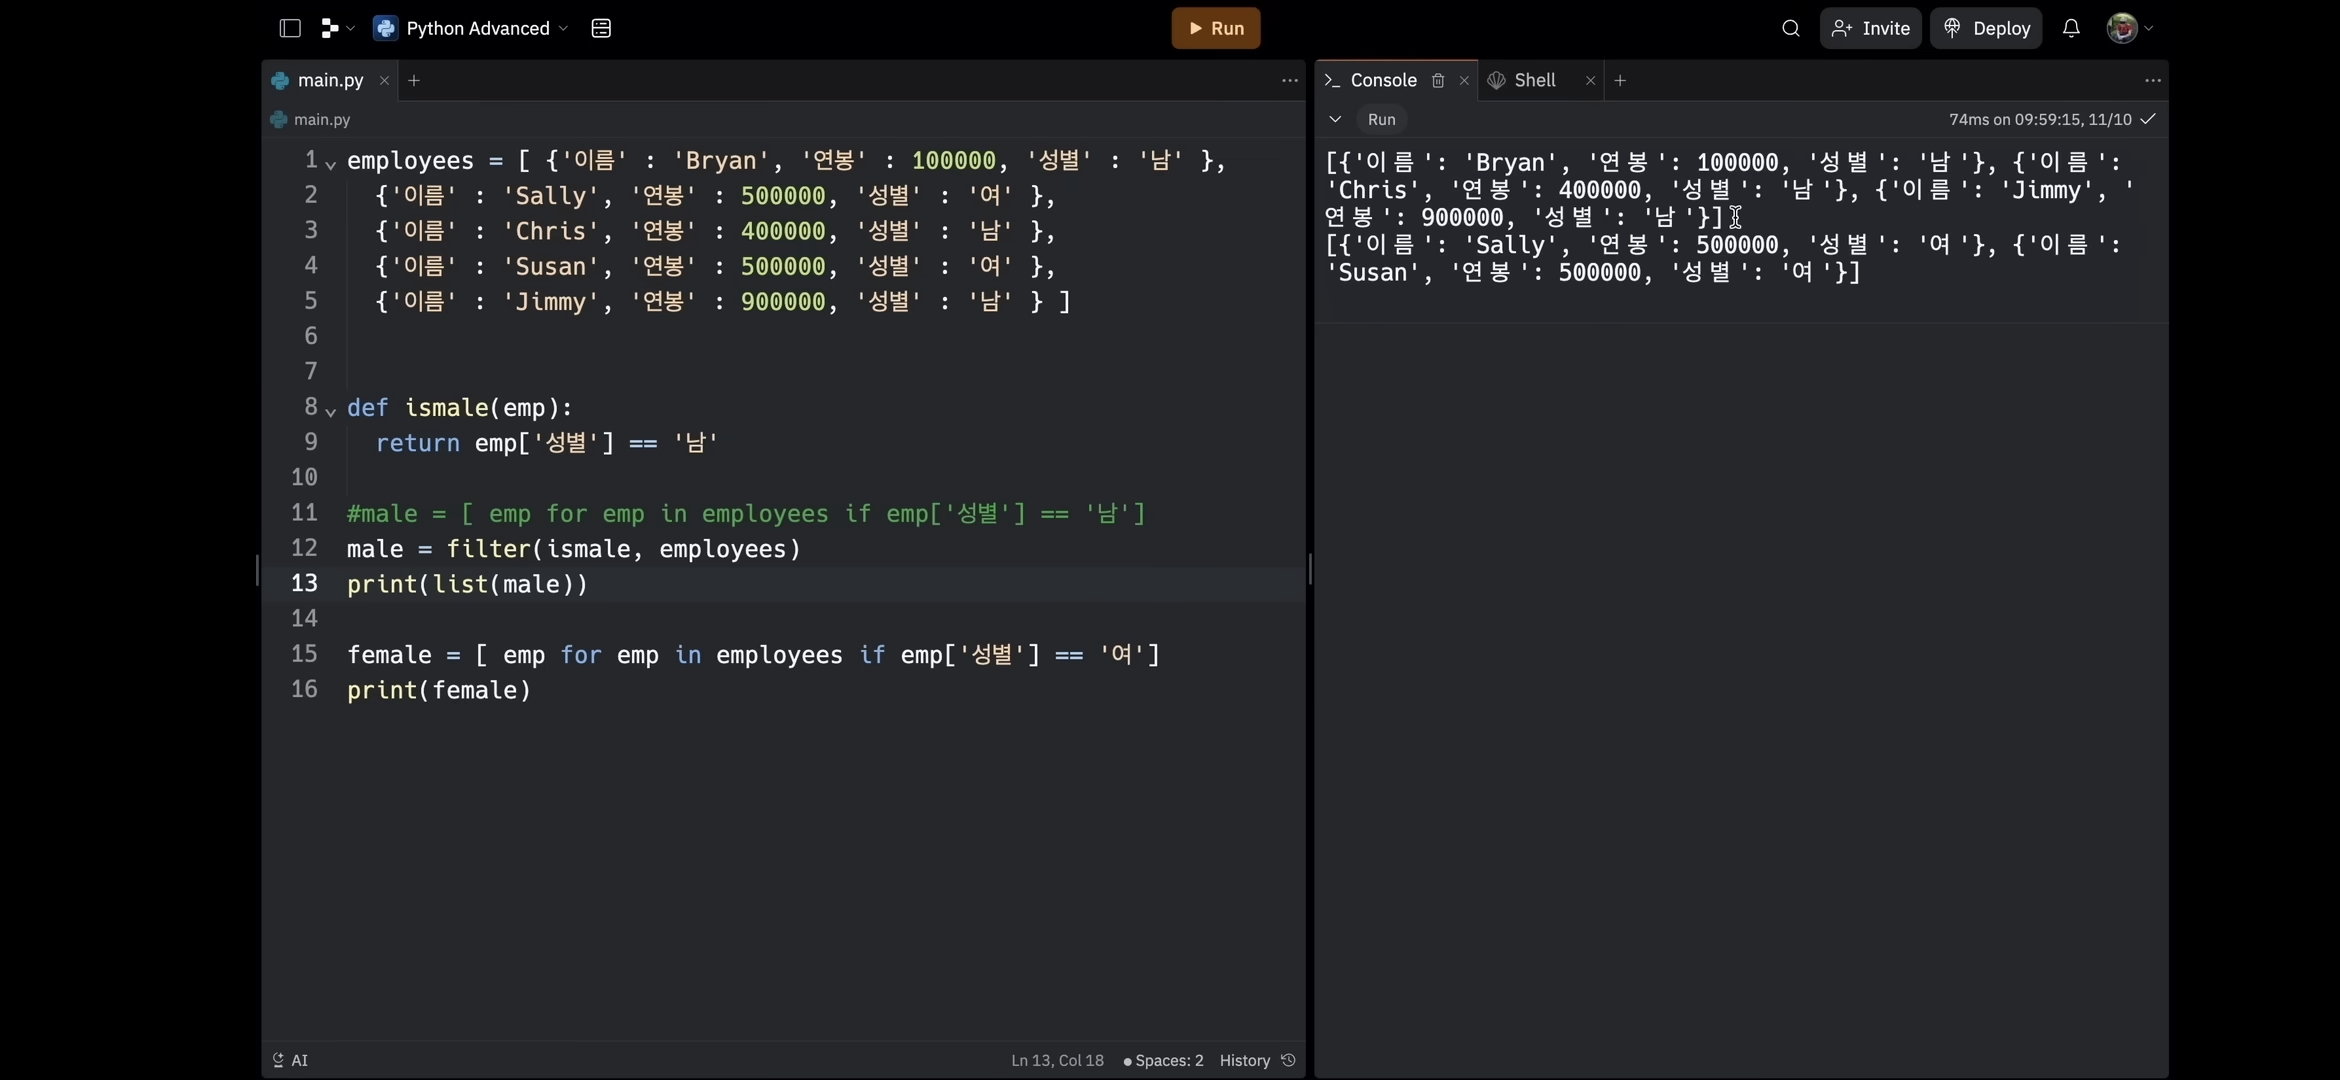 Python Advanced
Run
Invite
Deploy
main.py
main.py
1 employees = [ {'이름' : 'Bryan', '연봉' : 100000, '성별' : '남' },
2 {'이름' : 'Sally', '연봉' : 500000, '성별' : '여' },
3 {'이름' : 'Chris', '연봉' : 400000, '성별' : '남' },
4 {'이름' : 'Susan', '연봉' : 500000, '성별' : '여' },
5 {'이름' : 'Jimmy', '연봉' : 900000, '성별' : '남' } ]
6
7
8 def ismale(emp):
9 return emp['성별'] == '남'
10
11 #male = [ emp for emp in employees if emp['성별'] == '남']
12 male = filter(ismale, employees)
13 print(list(male))
14
15 female = [ emp for emp in employees if emp['성별'] == '여']
16 print(female)
AI
Ln 13, Col 18
Spaces: 2
History
Console
Shell
Run
74ms on 09:59:15, 11/10
[{'이름': 'Bryan', '연봉': 100000, '성별': '남'}, {'이름':
'Chris', '연봉': 400000, '성별': '남'}, {'이름': 'Jimmy', '
연봉': 900000, '성별': '남'}]
[{'이름': 'Sally', '연봉': 500000, '성별': '여'}, {'이름':
'Susan', '연봉': 500000, '성별': '여'}]